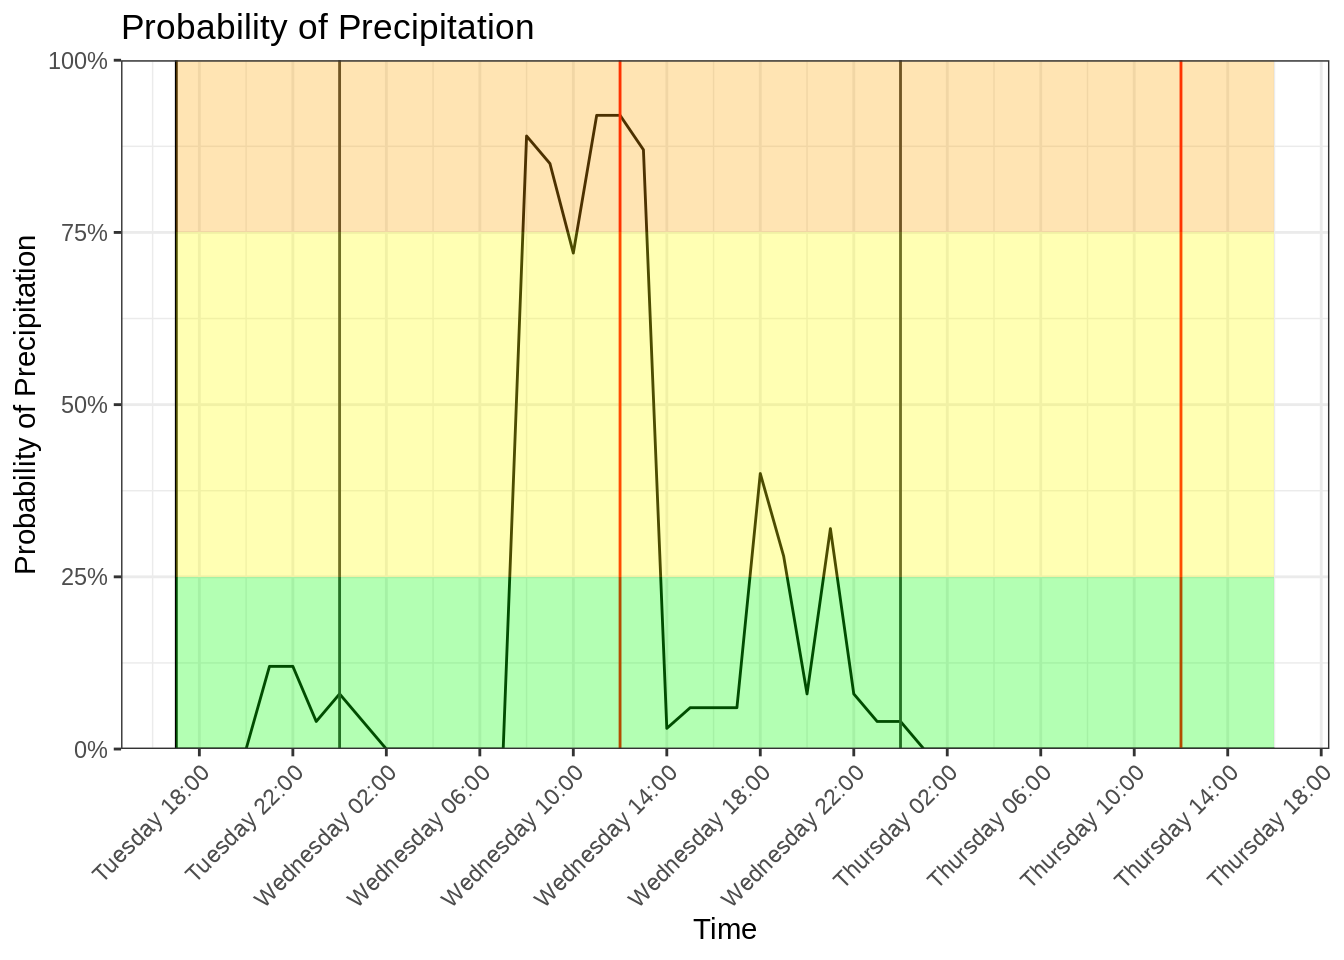 Probability of Precipitation
Probability of Precipitation
100%
75%
50%
25%
0%
Tuesday 18:00
Tuesday 22:00
Wednesday 02:00
Wednesday 06:00
Wednesday 10:00
Wednesday 14:00
Wednesday 18:00
Wednesday 22:00
Thursday 02:00
Thursday 06:00
Thursday 10:00
Thursday 14:00
Thursday 18:00
Time